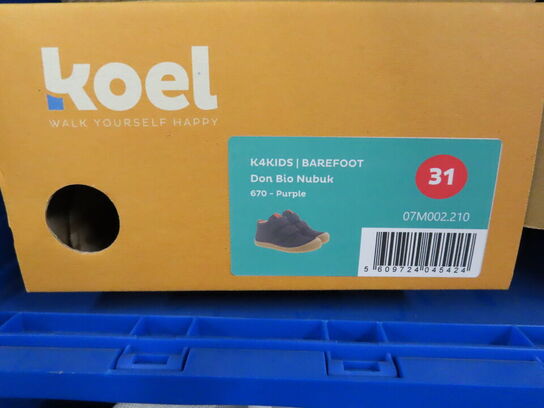 koel
WALK YOURSELF HAPPY
K4KIDS | BAREFOOT
Don Bio Nubuk
670 - Purple
31
07M002.210
5 609724 045424